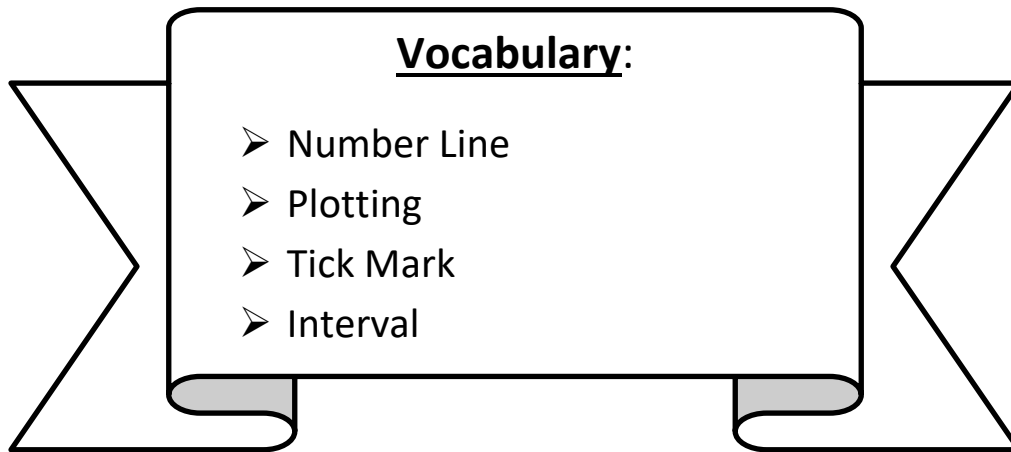 Vocabulary:
➢ Number Line
➢ Plotting
➢ Tick Mark
➢ Interval